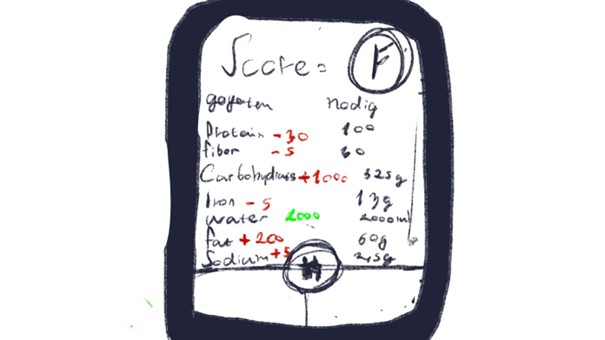 Score = F
gegeten nodig
Protein -30 100
fiber -5 30
Carbohydrates +1000 325g
Iron -5 13g
water 2000 2000ml
fat +200 60g
Sodium +5 2,5g
H